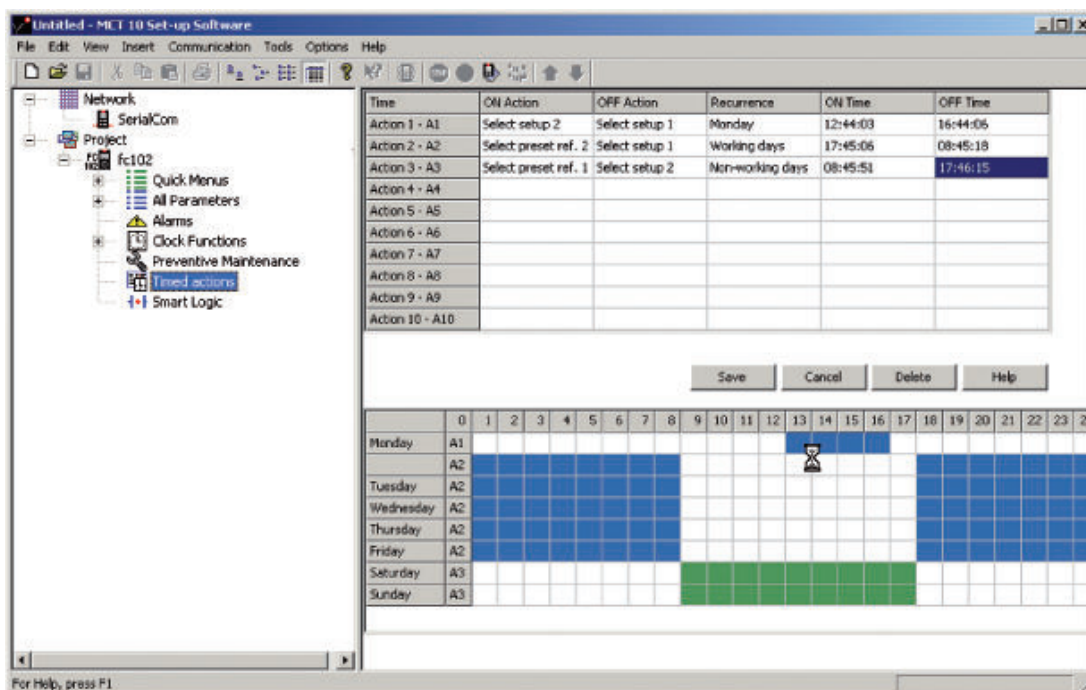 Untitled - MCT 10 Set-up Software
File Edit View Insert Communication Tools Options Help
Network
SerialCom
Project
fc102
Quick Menus
All Parameters
Alarms
Clock Functions
Preventive Maintenance
Timed actions
Smart Logic
Time ON Action OFF Action Recurrence ON Time OFF Time
Action 1 - A1 Select setup 2 Select setup 1 Monday 12:44:03 16:44:06
Action 2 - A2 Select preset ref. 2 Select setup 1 Working days 17:45:06 08:45:18
Action 3 - A3 Select preset ref. 1 Select setup 2 Non-working days 08:45:51 17:46:15
Action 4 - A4
Action 5 - A5
Action 6 - A6
Action 7 - A7
Action 8 - A8
Action 9 - A9
Action 10 - A10
Save Cancel Delete Help
0 1 2 3 4 5 6 7 8 9 10 11 12 13 14 15 16 17 18 19 20 21 22 23
Monday A1
A2
Tuesday A2
Wednesday A2
Thursday A2
Friday A2
Saturday A3
Sunday A3
For Help, press F1